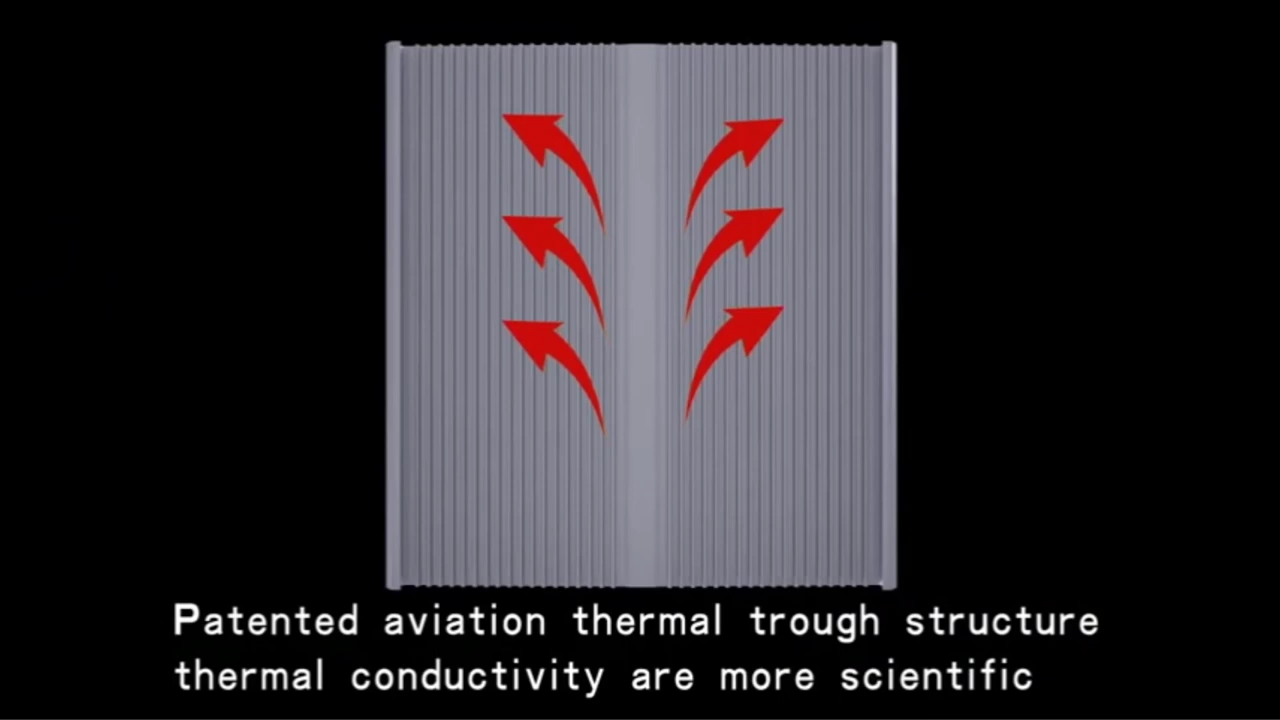 Patented aviation thermal trough structure
thermal conductivity are more scientific